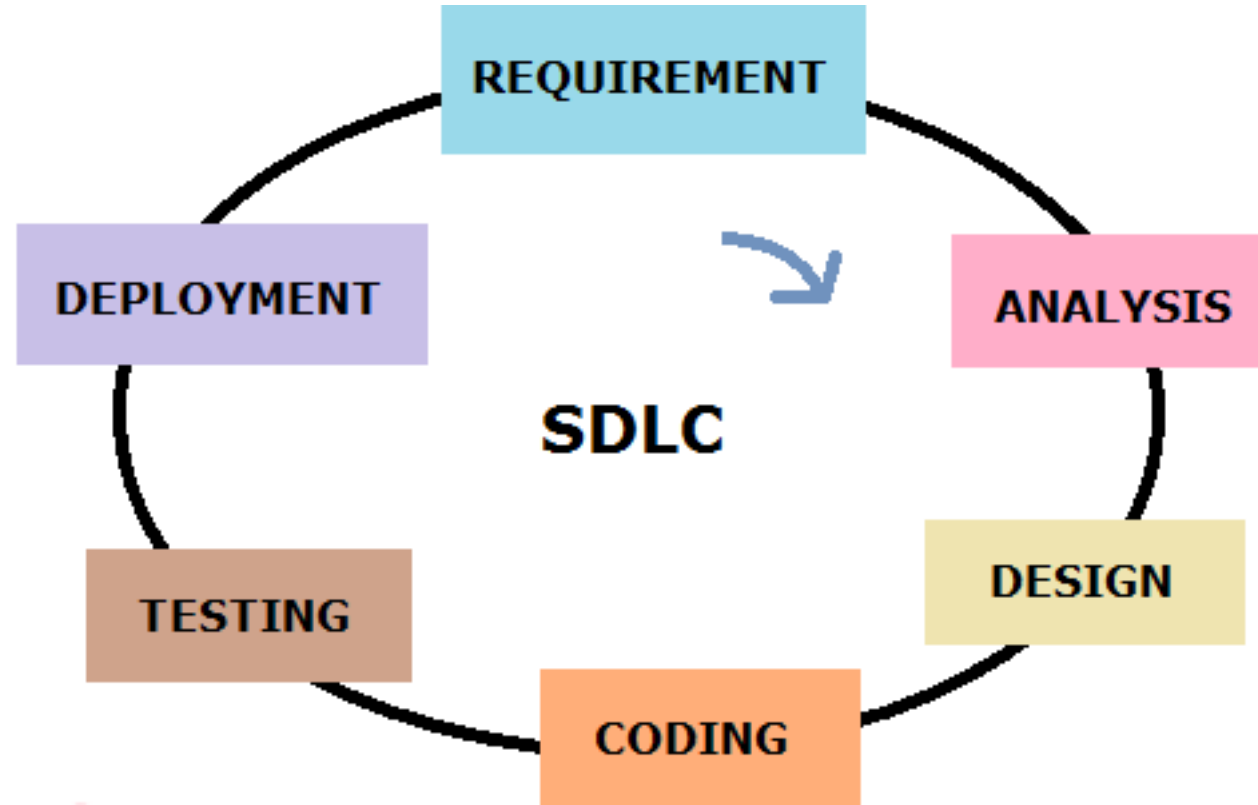 REQUIREMENT
DEPLOYMENT
ANALYSIS
SDLC
DESIGN
TESTING
CODING